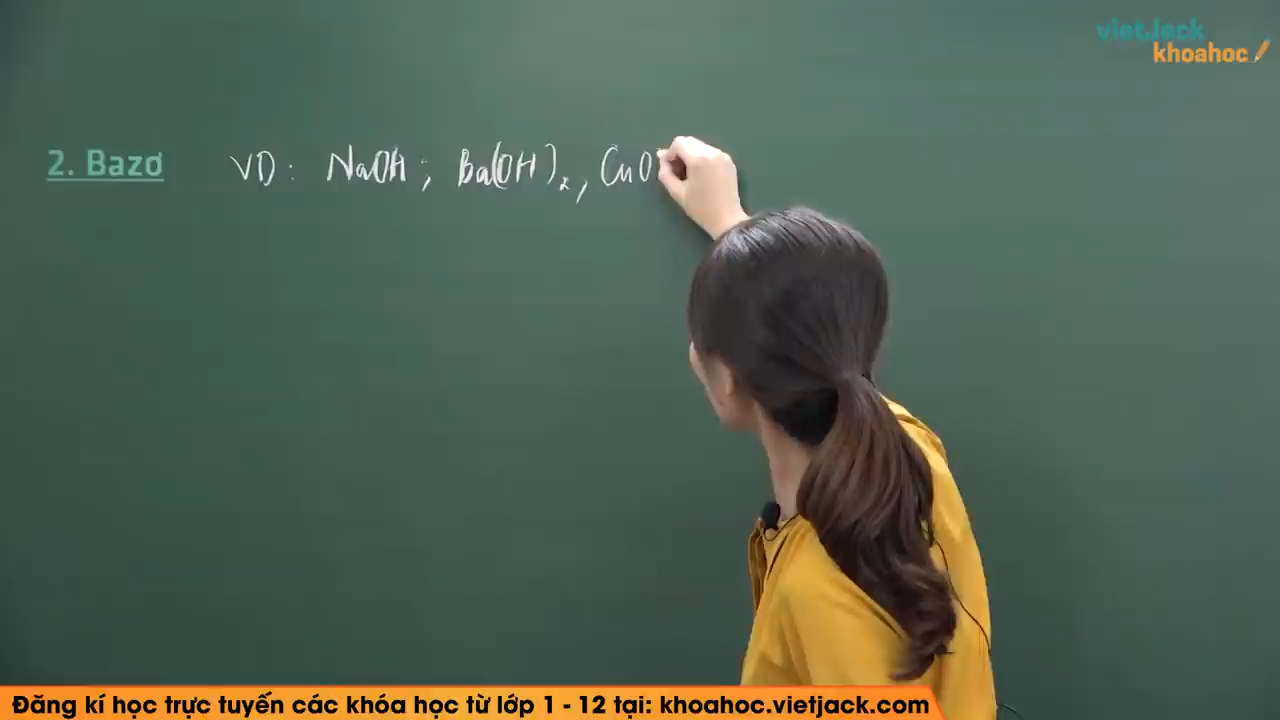 vietJack
khoahoc
2. Bazơ
VD: NaOH; Ba(OH)₂, CuO
Đăng kí học trực tuyến các khóa học từ lớp 1 - 12 tại: khoahoc.vietjack.com